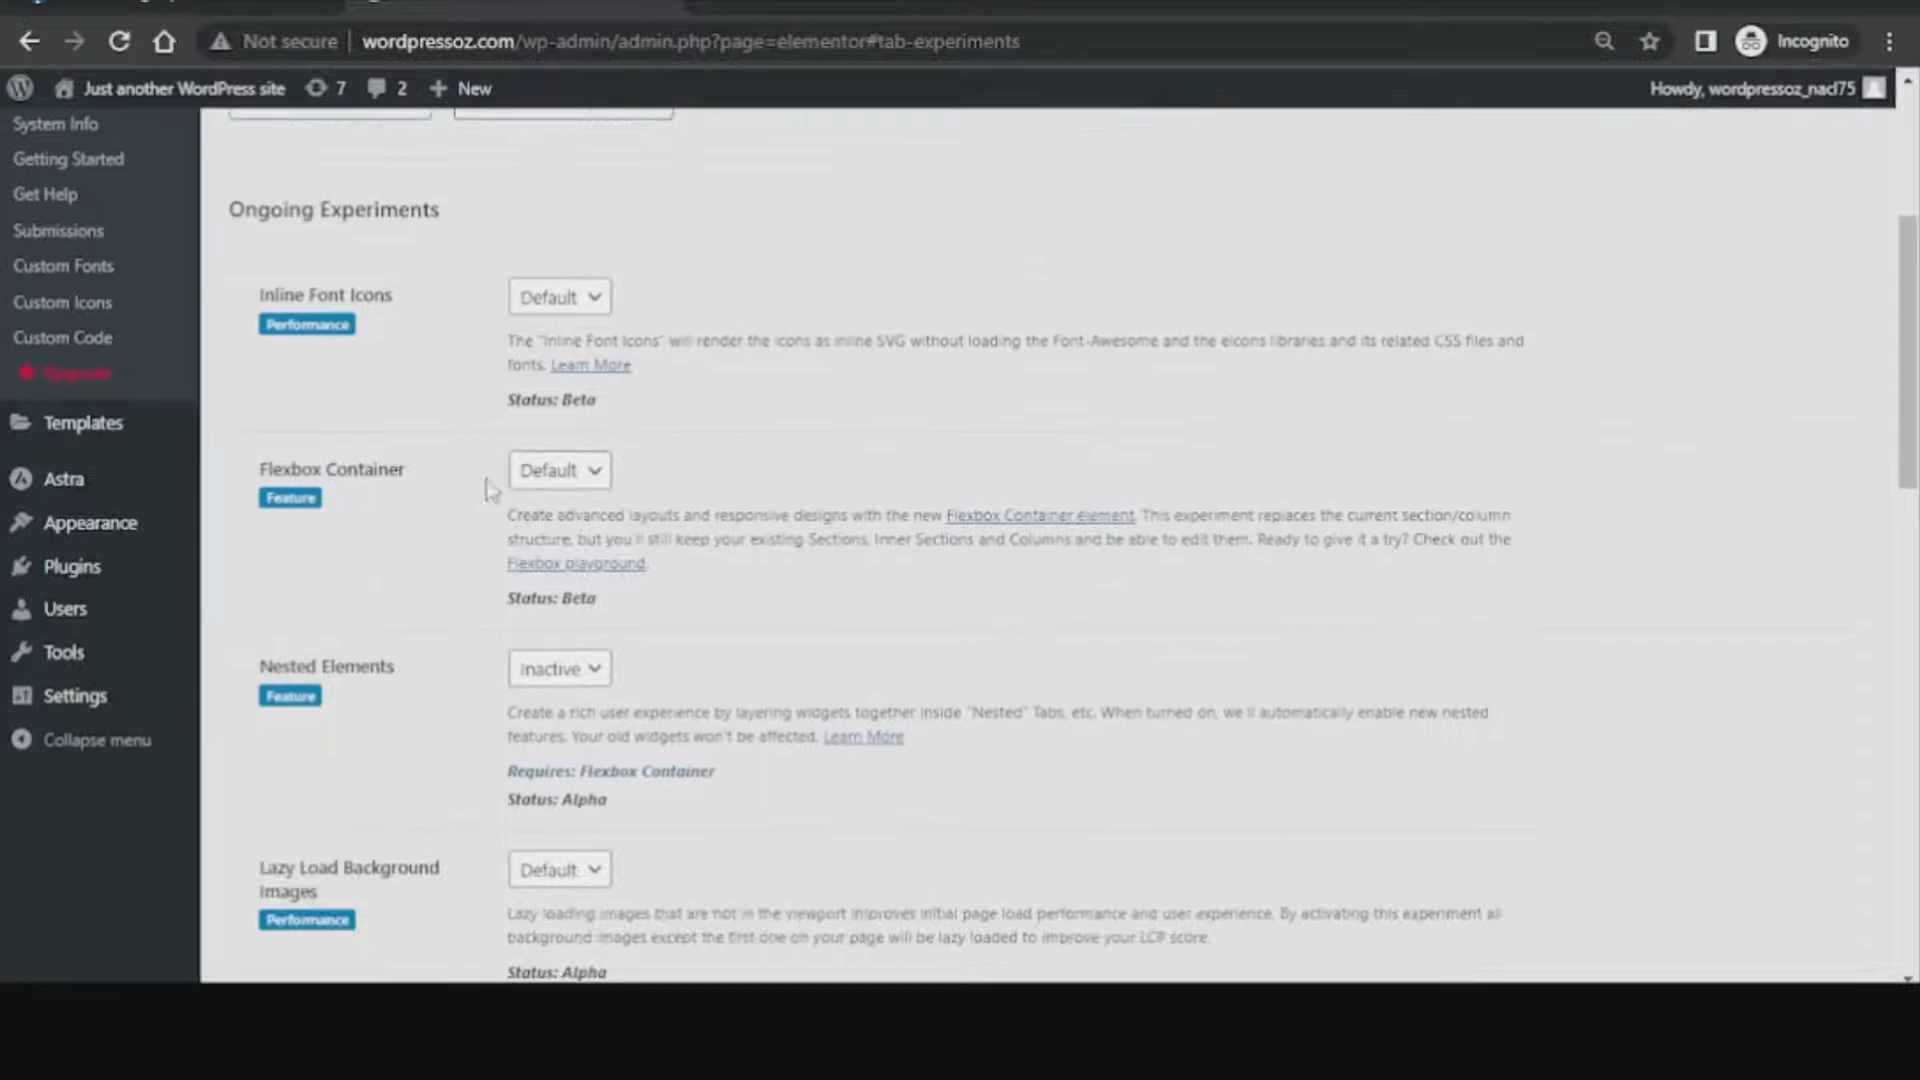 Not secure
wordpressoz.com/wp-admin/admin.php?page=elementor#tab-experiments
Incognito
Just another WordPress site
7
2
New
Howdy, wordpressoz_nacl75
System Info
Getting Started
Get Help
Submissions
Custom Fonts
Custom Icons
Custom Code
Upgrade
Templates
Astra
Appearance
Plugins
Users
Tools
Settings
Collapse menu
Ongoing Experiments
Inline Font Icons
Performance
Default
The "Inline Font Icons" will render the icons as inline SVG without loading the Font-Awesome and the eicons libraries and its related CSS files and
fonts. Learn More
Status: Beta
Flexbox Container
Feature
Default
Create advanced layouts and responsive designs with the new Flexbox Container element. This experiment replaces the current section/column
structure, but you'll still keep your existing Sections, Inner Sections and Columns and be able to edit them. Ready to give it a try? Check out the
Flexbox playground.
Status: Beta
Nested Elements
Feature
Inactive
Create a rich user experience by layering widgets together inside "Nested" Tabs, etc. When turned on, we'll automatically enable new nested
features. Your old widgets won't be affected. Learn More
Requires: Flexbox Container
Status: Alpha
Lazy Load Background
Images
Performance
Default
Lazy loading images that are not in the viewport improves initial page load performance and user experience. By activating this experiment all
background images except the first one on your page will be lazy loaded to improve your LCP score.
Status: Alpha